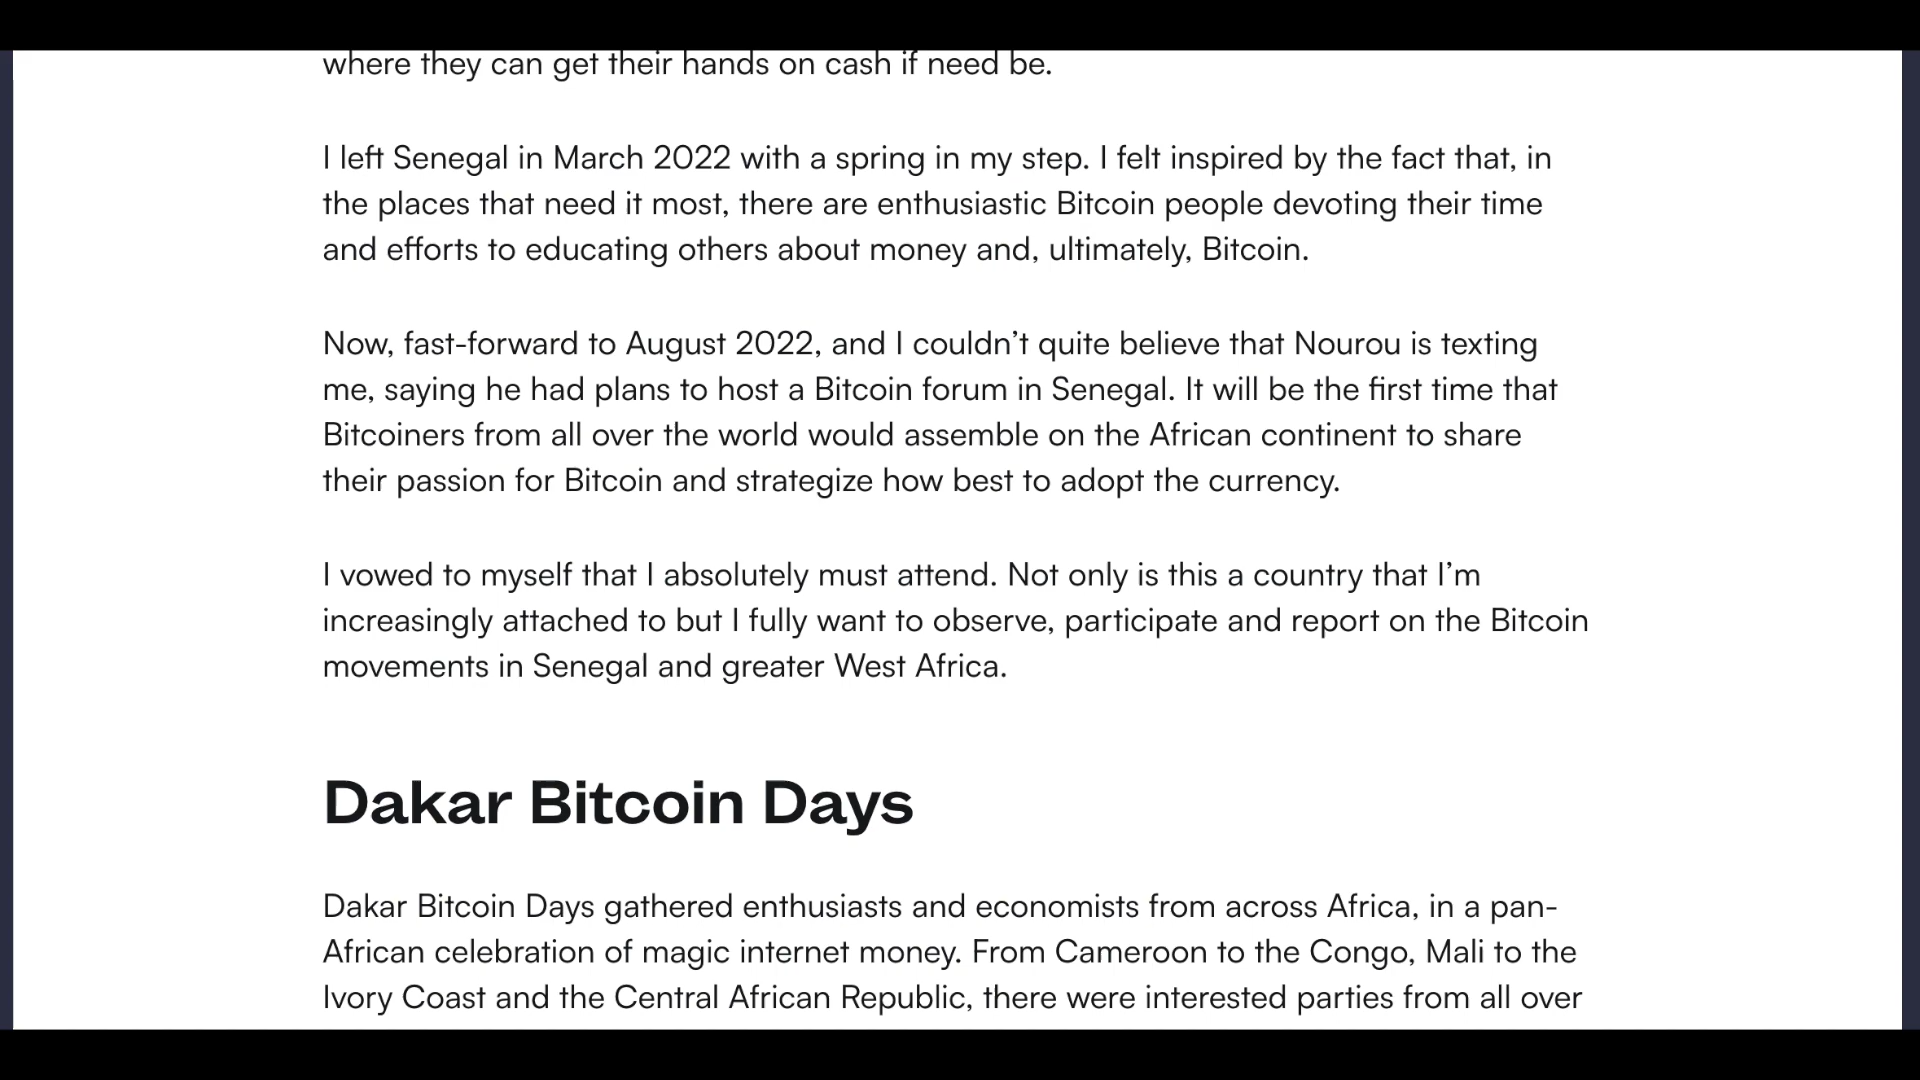 where they can get their hands on cash if need be.
I left Senegal in March 2022 with a spring in my step. I felt inspired by the fact that, in
the places that need it most, there are enthusiastic Bitcoin people devoting their time
and efforts to educating others about money and, ultimately, Bitcoin.
Now, fast-forward to August 2022, and I couldn’t quite believe that Nourou is texting
me, saying he had plans to host a Bitcoin forum in Senegal. It will be the first time that
Bitcoiners from all over the world would assemble on the African continent to share
their passion for Bitcoin and strategize how best to adopt the currency.
I vowed to myself that I absolutely must attend. Not only is this a country that I’m
increasingly attached to but I fully want to observe, participate and report on the Bitcoin
movements in Senegal and greater West Africa.
Dakar Bitcoin Days
Dakar Bitcoin Days gathered enthusiasts and economists from across Africa, in a pan-
African celebration of magic internet money. From Cameroon to the Congo, Mali to the
Ivory Coast and the Central African Republic, there were interested parties from all over